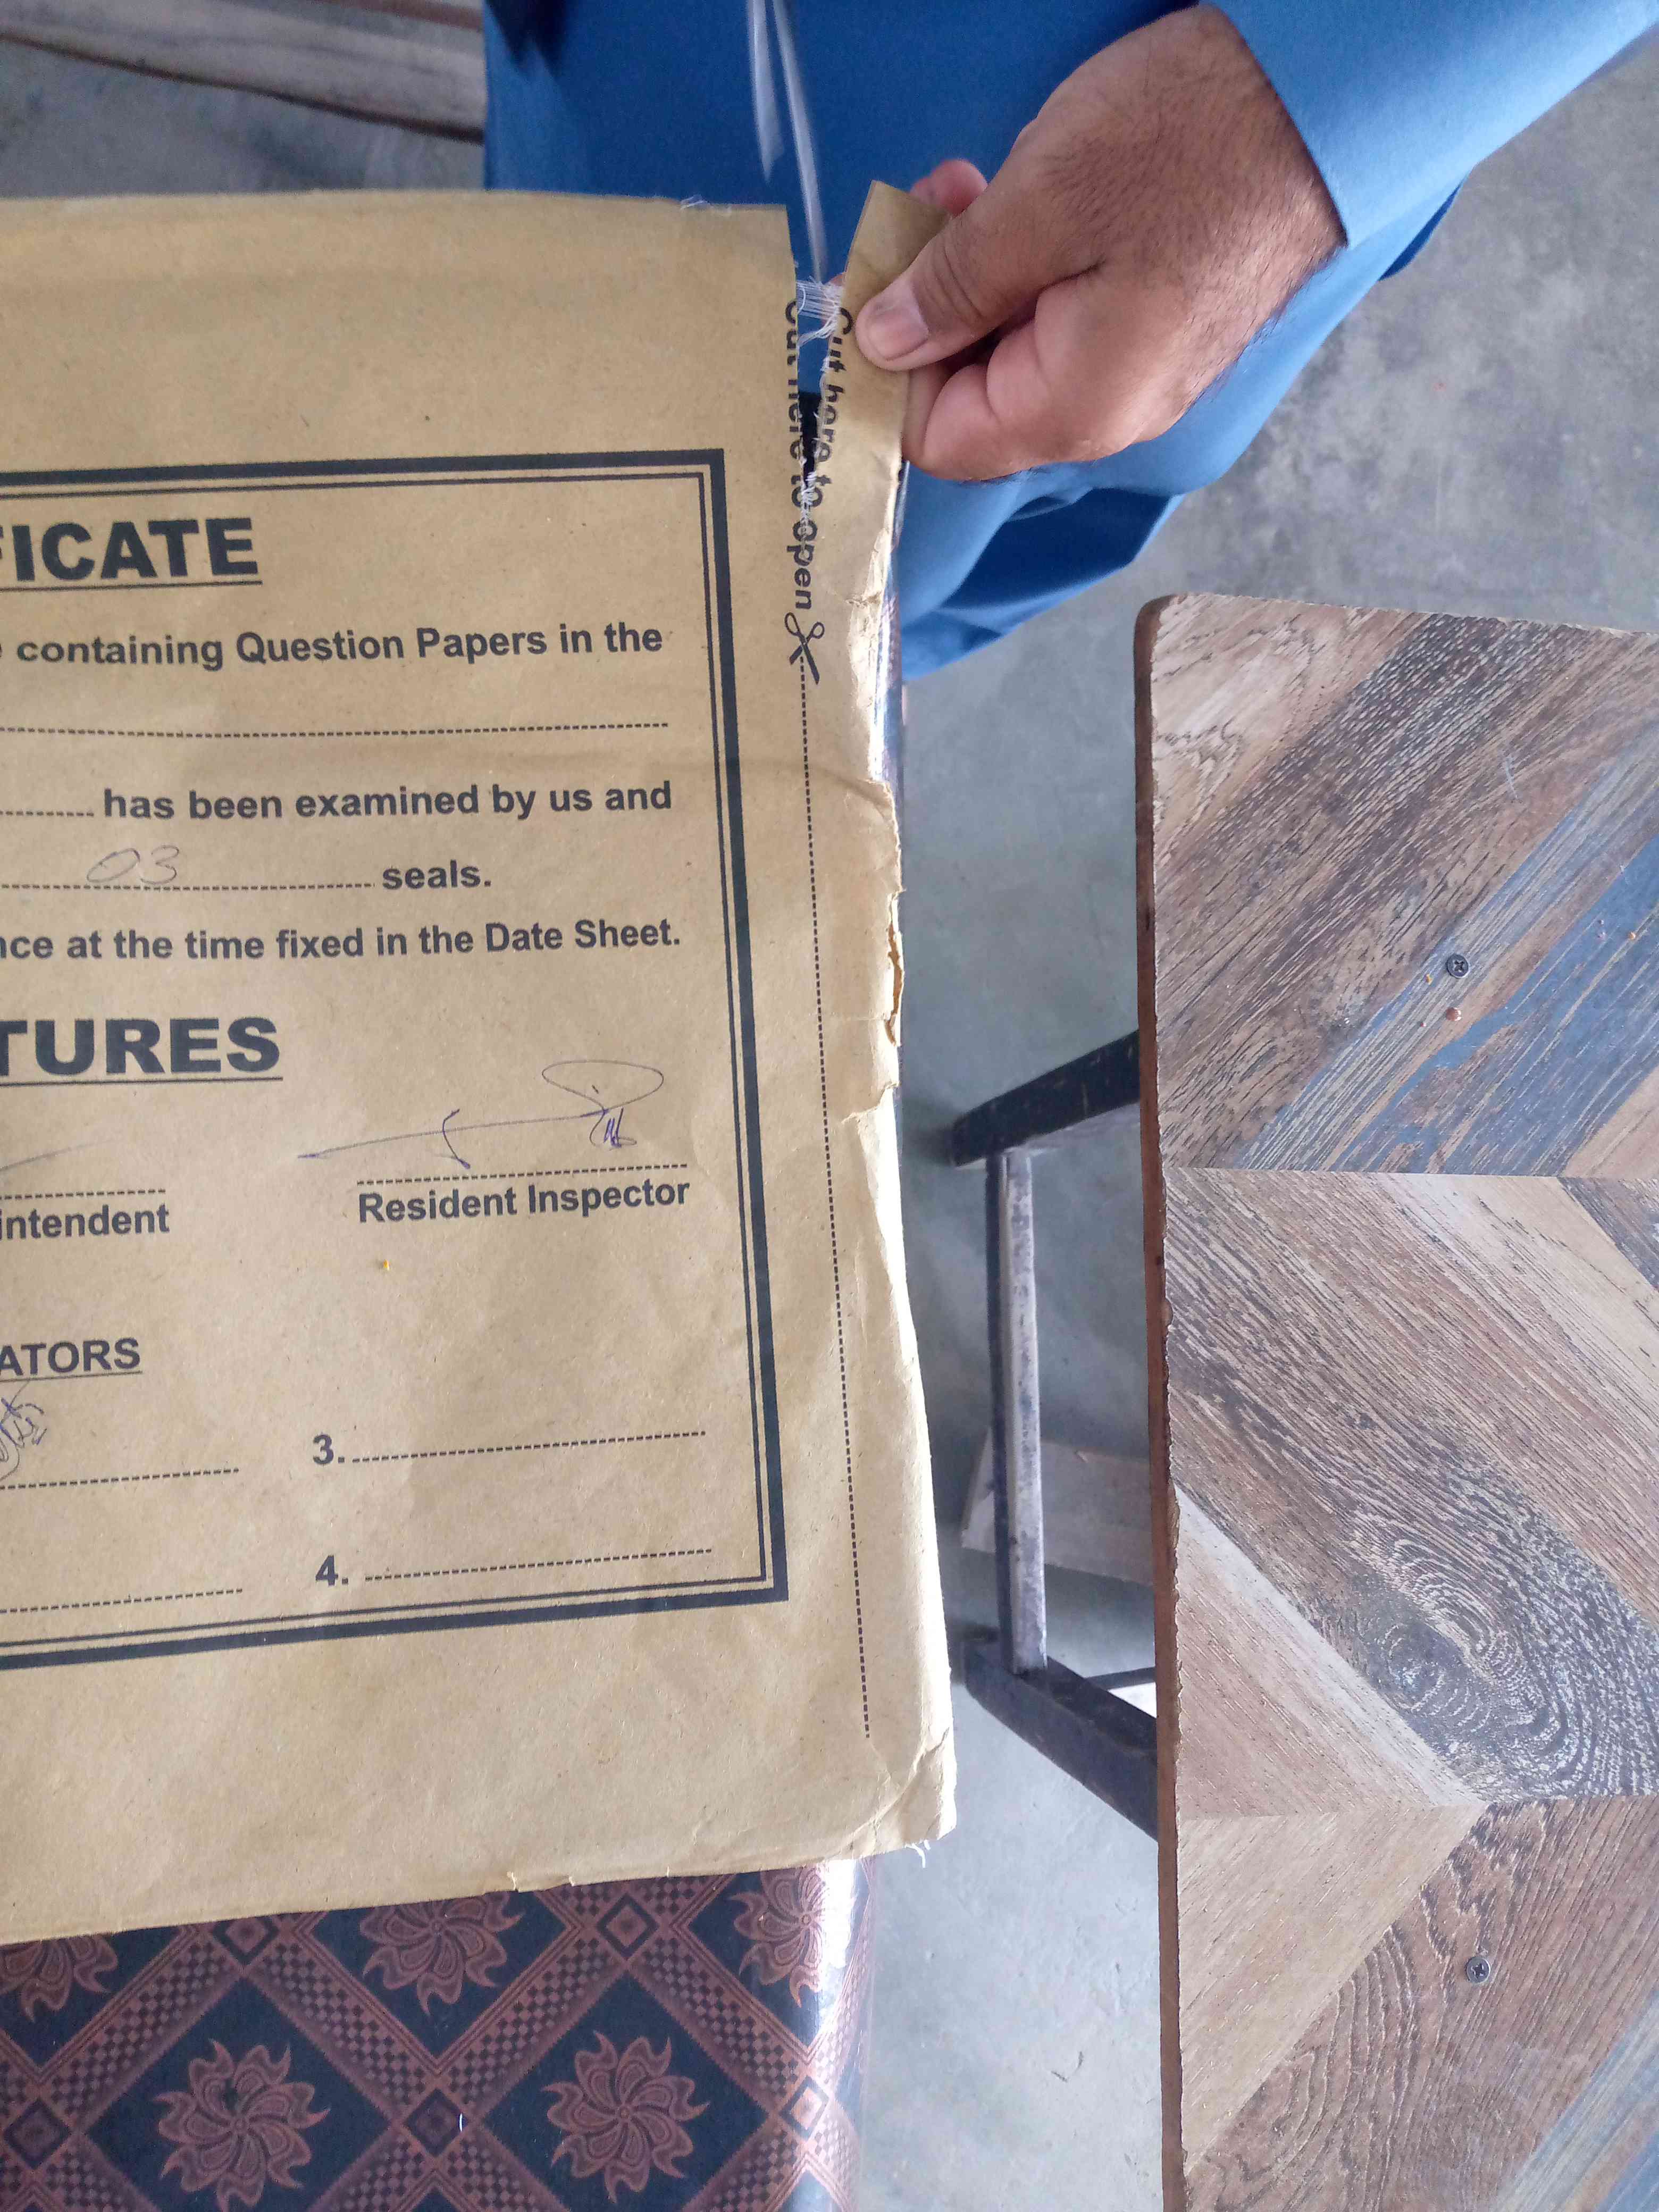 Cut here to open
FICATE
containing Question Papers in the
has been examined by us and
03 seals.
nce at the time fixed in the Date Sheet.
TURES
intendent
Resident Inspector
ATORS
3.
4.